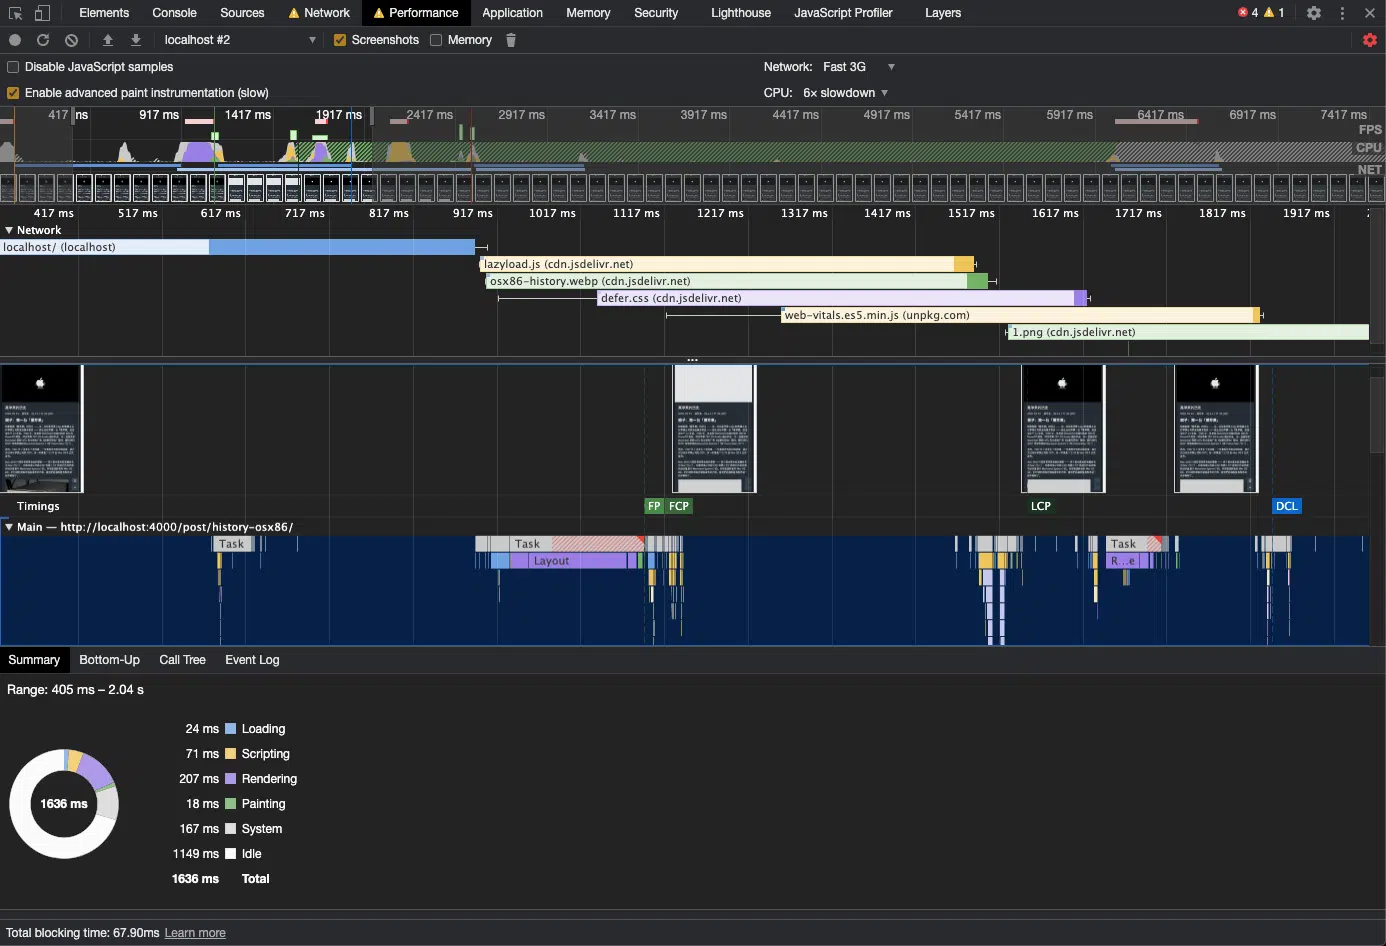 Elements Console Sources Network Performance Application Memory Security Lighthouse JavaScript Profiler Layers 4 1
localhost #2 Screenshots Memory
Disable JavaScript samples Network: Fast 3G
Enable advanced paint instrumentation (slow) CPU: 6× slowdown
417 ns 917 ms 1417 ms 1917 ms 2417 ms 2917 ms 3417 ms 3917 ms 4417 ms 4917 ms 5417 ms 5917 ms 6417 ms 6917 ms 7417 ms
FPS
CPU
NET
417 ms 517 ms 617 ms 717 ms 817 ms 917 ms 1017 ms 1117 ms 1217 ms 1317 ms 1417 ms 1517 ms 1617 ms 1717 ms 1817 ms 1917 ms
Network
localhost/ (localhost)
lazyload.js (cdn.jsdelivr.net)
osx86-history.webp (cdn.jsdelivr.net)
defer.css (cdn.jsdelivr.net)
web-vitals.es5.min.js (unpkg.com)
1.png (cdn.jsdelivr.net)
...
Timings FP FCP LCP DCL
Main — http://localhost:4000/post/history-osx86/
Task Task Task
Layout R...e
Summary Bottom-Up Call Tree Event Log
Range: 405 ms – 2.04 s
24 ms Loading
71 ms Scripting
207 ms Rendering
1636 ms 18 ms Painting
167 ms System
1149 ms Idle
1636 ms Total
Total blocking time: 67.90ms Learn more